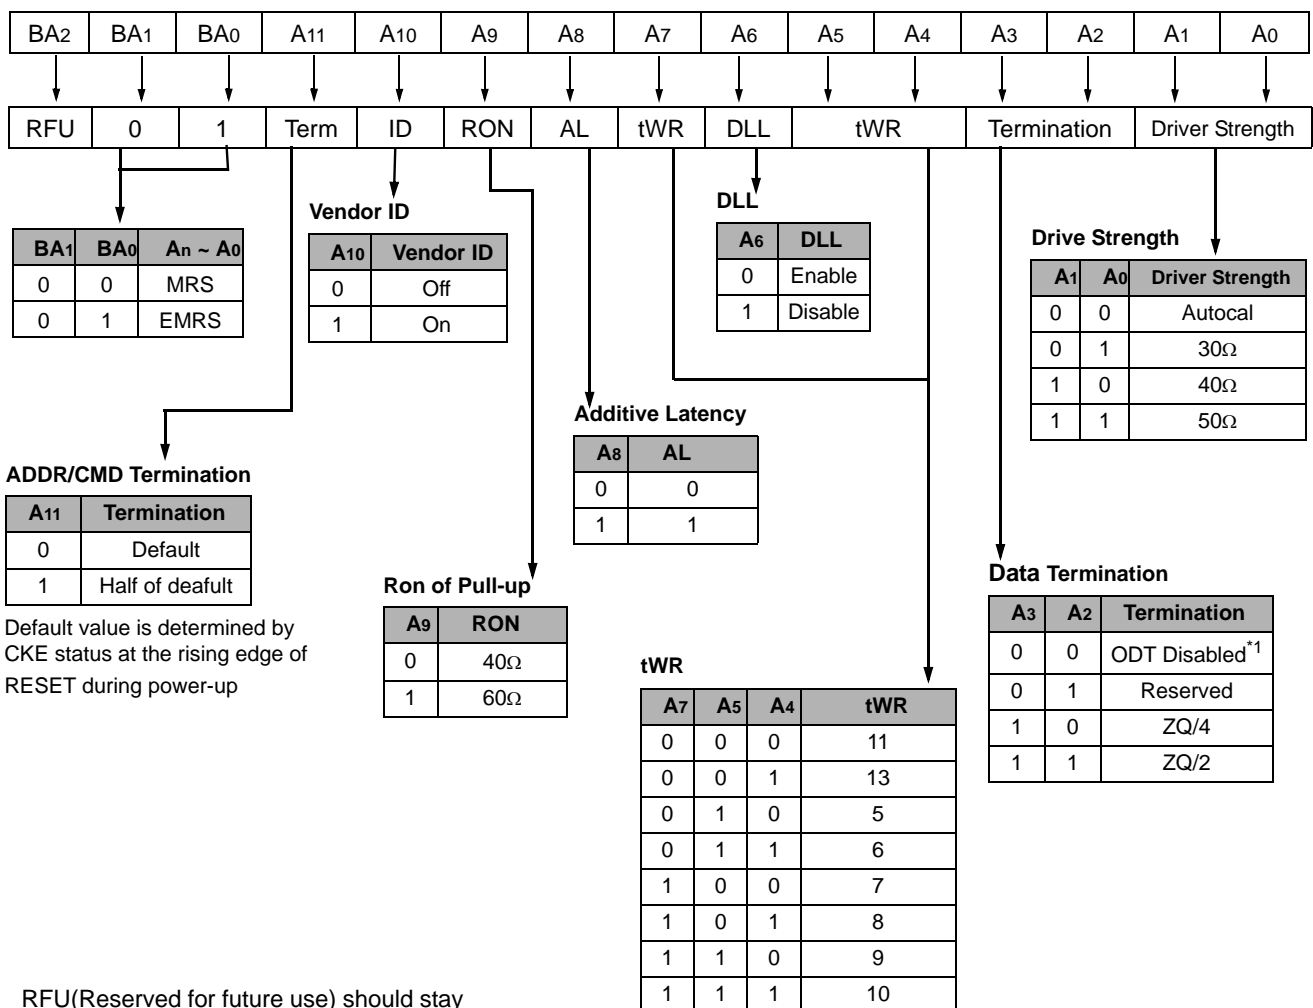 BA2 BA1 BA0 A11 A10 A9 A8 A7 A6 A5 A4 A3 A2 A1 A0
RFU 0 1 Term ID RON AL tWR DLL tWR Termination Driver Strength
BA1 BA0 An ~ A0
0 0 MRS
0 1 EMRS
Vendor ID
A10 Vendor ID
0 Off
1 On
DLL
A6 DLL
0 Enable
1 Disable
Drive Strength
A1 A0 Driver Strength
0 0 Autocal
0 1 30Ω
1 0 40Ω
1 1 50Ω
ADDR/CMD Termination
A11 Termination
0 Default
1 Half of deafult
Default value is determined by
CKE status at the rising edge of
RESET during power-up
Additive Latency
A8 AL
0 0
1 1
Ron of Pull-up
A9 RON
0 40Ω
1 60Ω
Data Termination
A3 A2 Termination
0 0 ODT Disabled*1
0 1 Reserved
1 0 ZQ/4
1 1 ZQ/2
tWR
A7 A5 A4 tWR
0 0 0 11
0 0 1 13
0 1 0 5
0 1 1 6
1 0 0 7
1 0 1 8
1 1 0 9
1 1 1 10
RFU(Reserved for future use) should stay